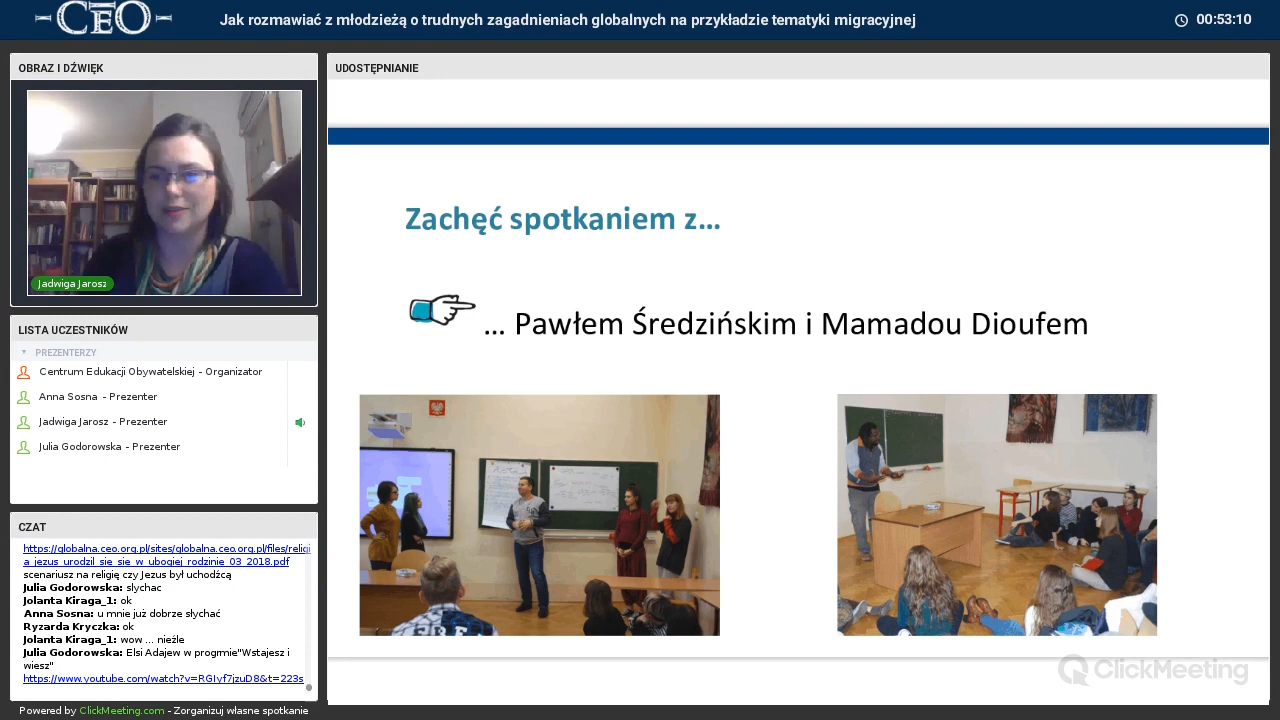 CEO
Jak rozmawiać z młodzieżą o trudnych zagadnieniach globalnych na przykładzie tematyki migracyjnej
00:53:10
OBRAZ I DŹWIĘK
Jadwiga Jarosz
LISTA UCZESTNIKÓW
PREZENTERZY
Centrum Edukacji Obywatelskiej - Organizator
Anna Sosna - Prezenter
Jadwiga Jarosz - Prezenter
Julia Godorowska - Prezenter
CZAT
https://globalna.ceo.org.pl/sites/globalna.ceo.org.pl/files/religi
a_jezus_urodzil_sie_sie_w_ubogiej_rodzinie_03_2018.pdf
scenariusz na religię czy Jezus był uchodźcą
Julia Godorowska: slychac
Jolanta Kiraga_1: ok
Anna Sosna: u mnie już dobrze słychać
Ryzarda Kryczka: ok
Jolanta Kiraga_1: wow ... nieźle
Julia Godorowska: Elsi Adajew w progrmie"Wstajesz i
wiesz"
https://www.youtube.com/watch?v=RGIyf7jzuD8&t=223s
Powered by ClickMeeting.com - Zorganizuj własne spotkanie
UDOSTĘPNIANIE
Zachęć spotkaniem z...
... Pawłem Średzińskim i Mamadou Dioufem
ClickMeeting